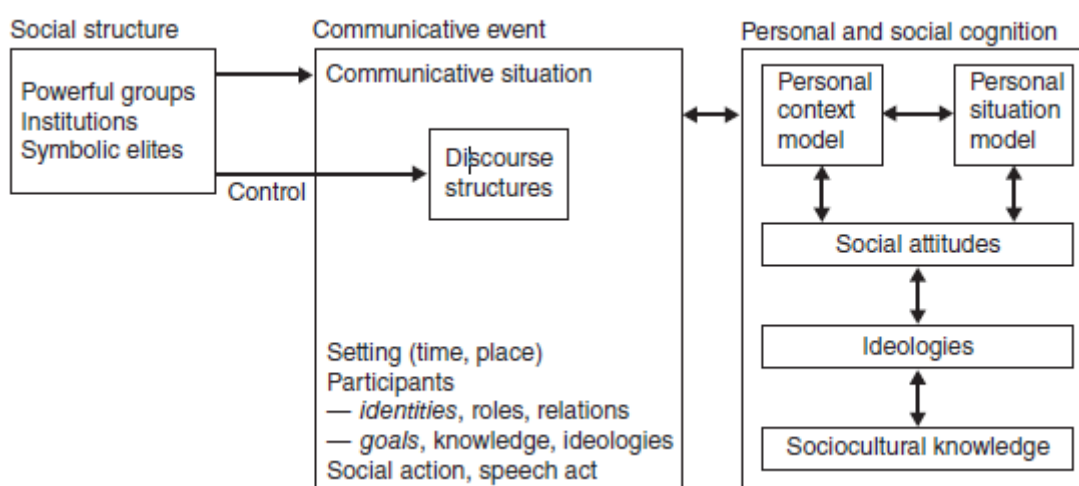 Social structure
Powerful groups
Institutions
Symbolic elites
Control
Communicative event
Communicative situation
Discourse
structures
Setting (time, place)
Participants
— identities, roles, relations
— goals, knowledge, ideologies
Social action, speech act
Personal and social cognition
Personal
context
model
Personal
situation
model
Social attitudes
Ideologies
Sociocultural knowledge